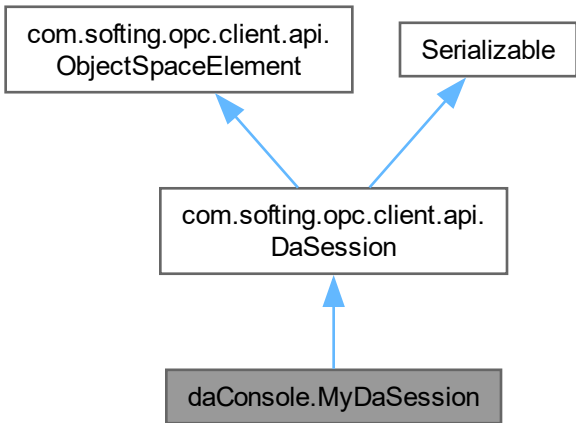 com.softing.opc.client.api.
ObjectSpaceElement
Serializable
com.softing.opc.client.api.
DaSession
daConsole.MyDaSession